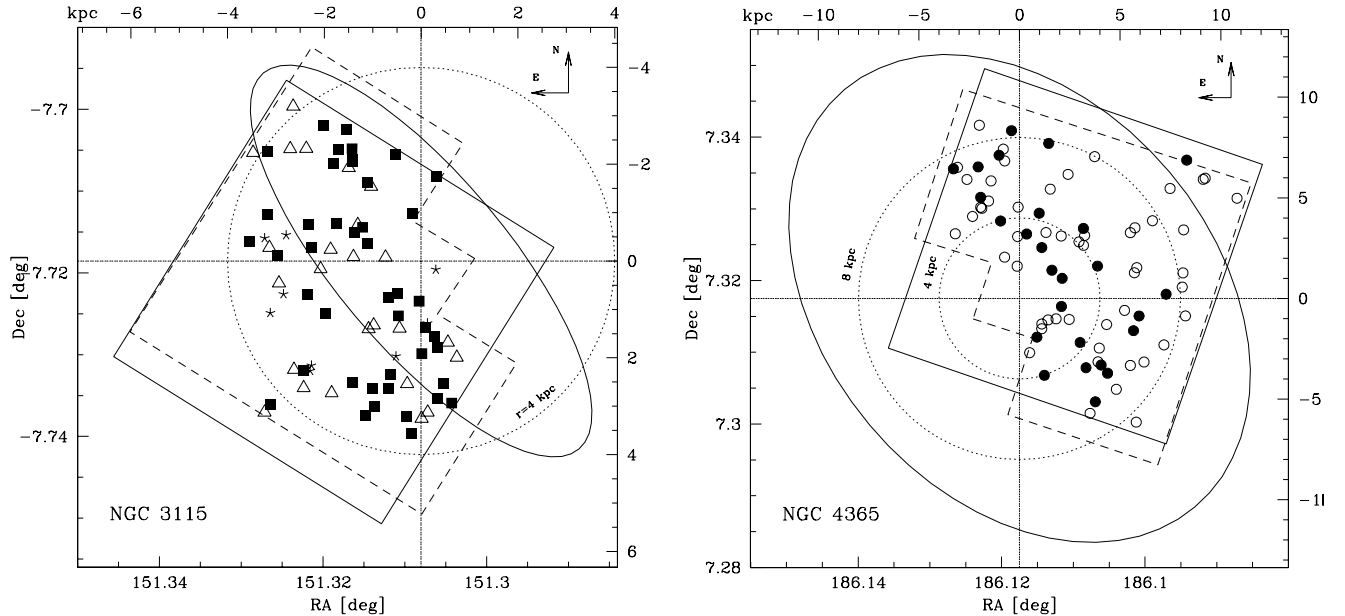 kpc -6 -4 -2 0 2 4
N
E
-4
-2
0
2
4
6
-7.7
-7.72
-7.74
Dec [deg]
r=4 kpc
NGC 3115
151.34 151.32 151.3
RA [deg]
kpc -10 -5 0 5 10
N
E
10
5
0
-5
-10
7.34
7.32
7.3
7.28
Dec [deg]
8 kpc
4 kpc
NGC 4365
186.14 186.12 186.1
RA [deg]